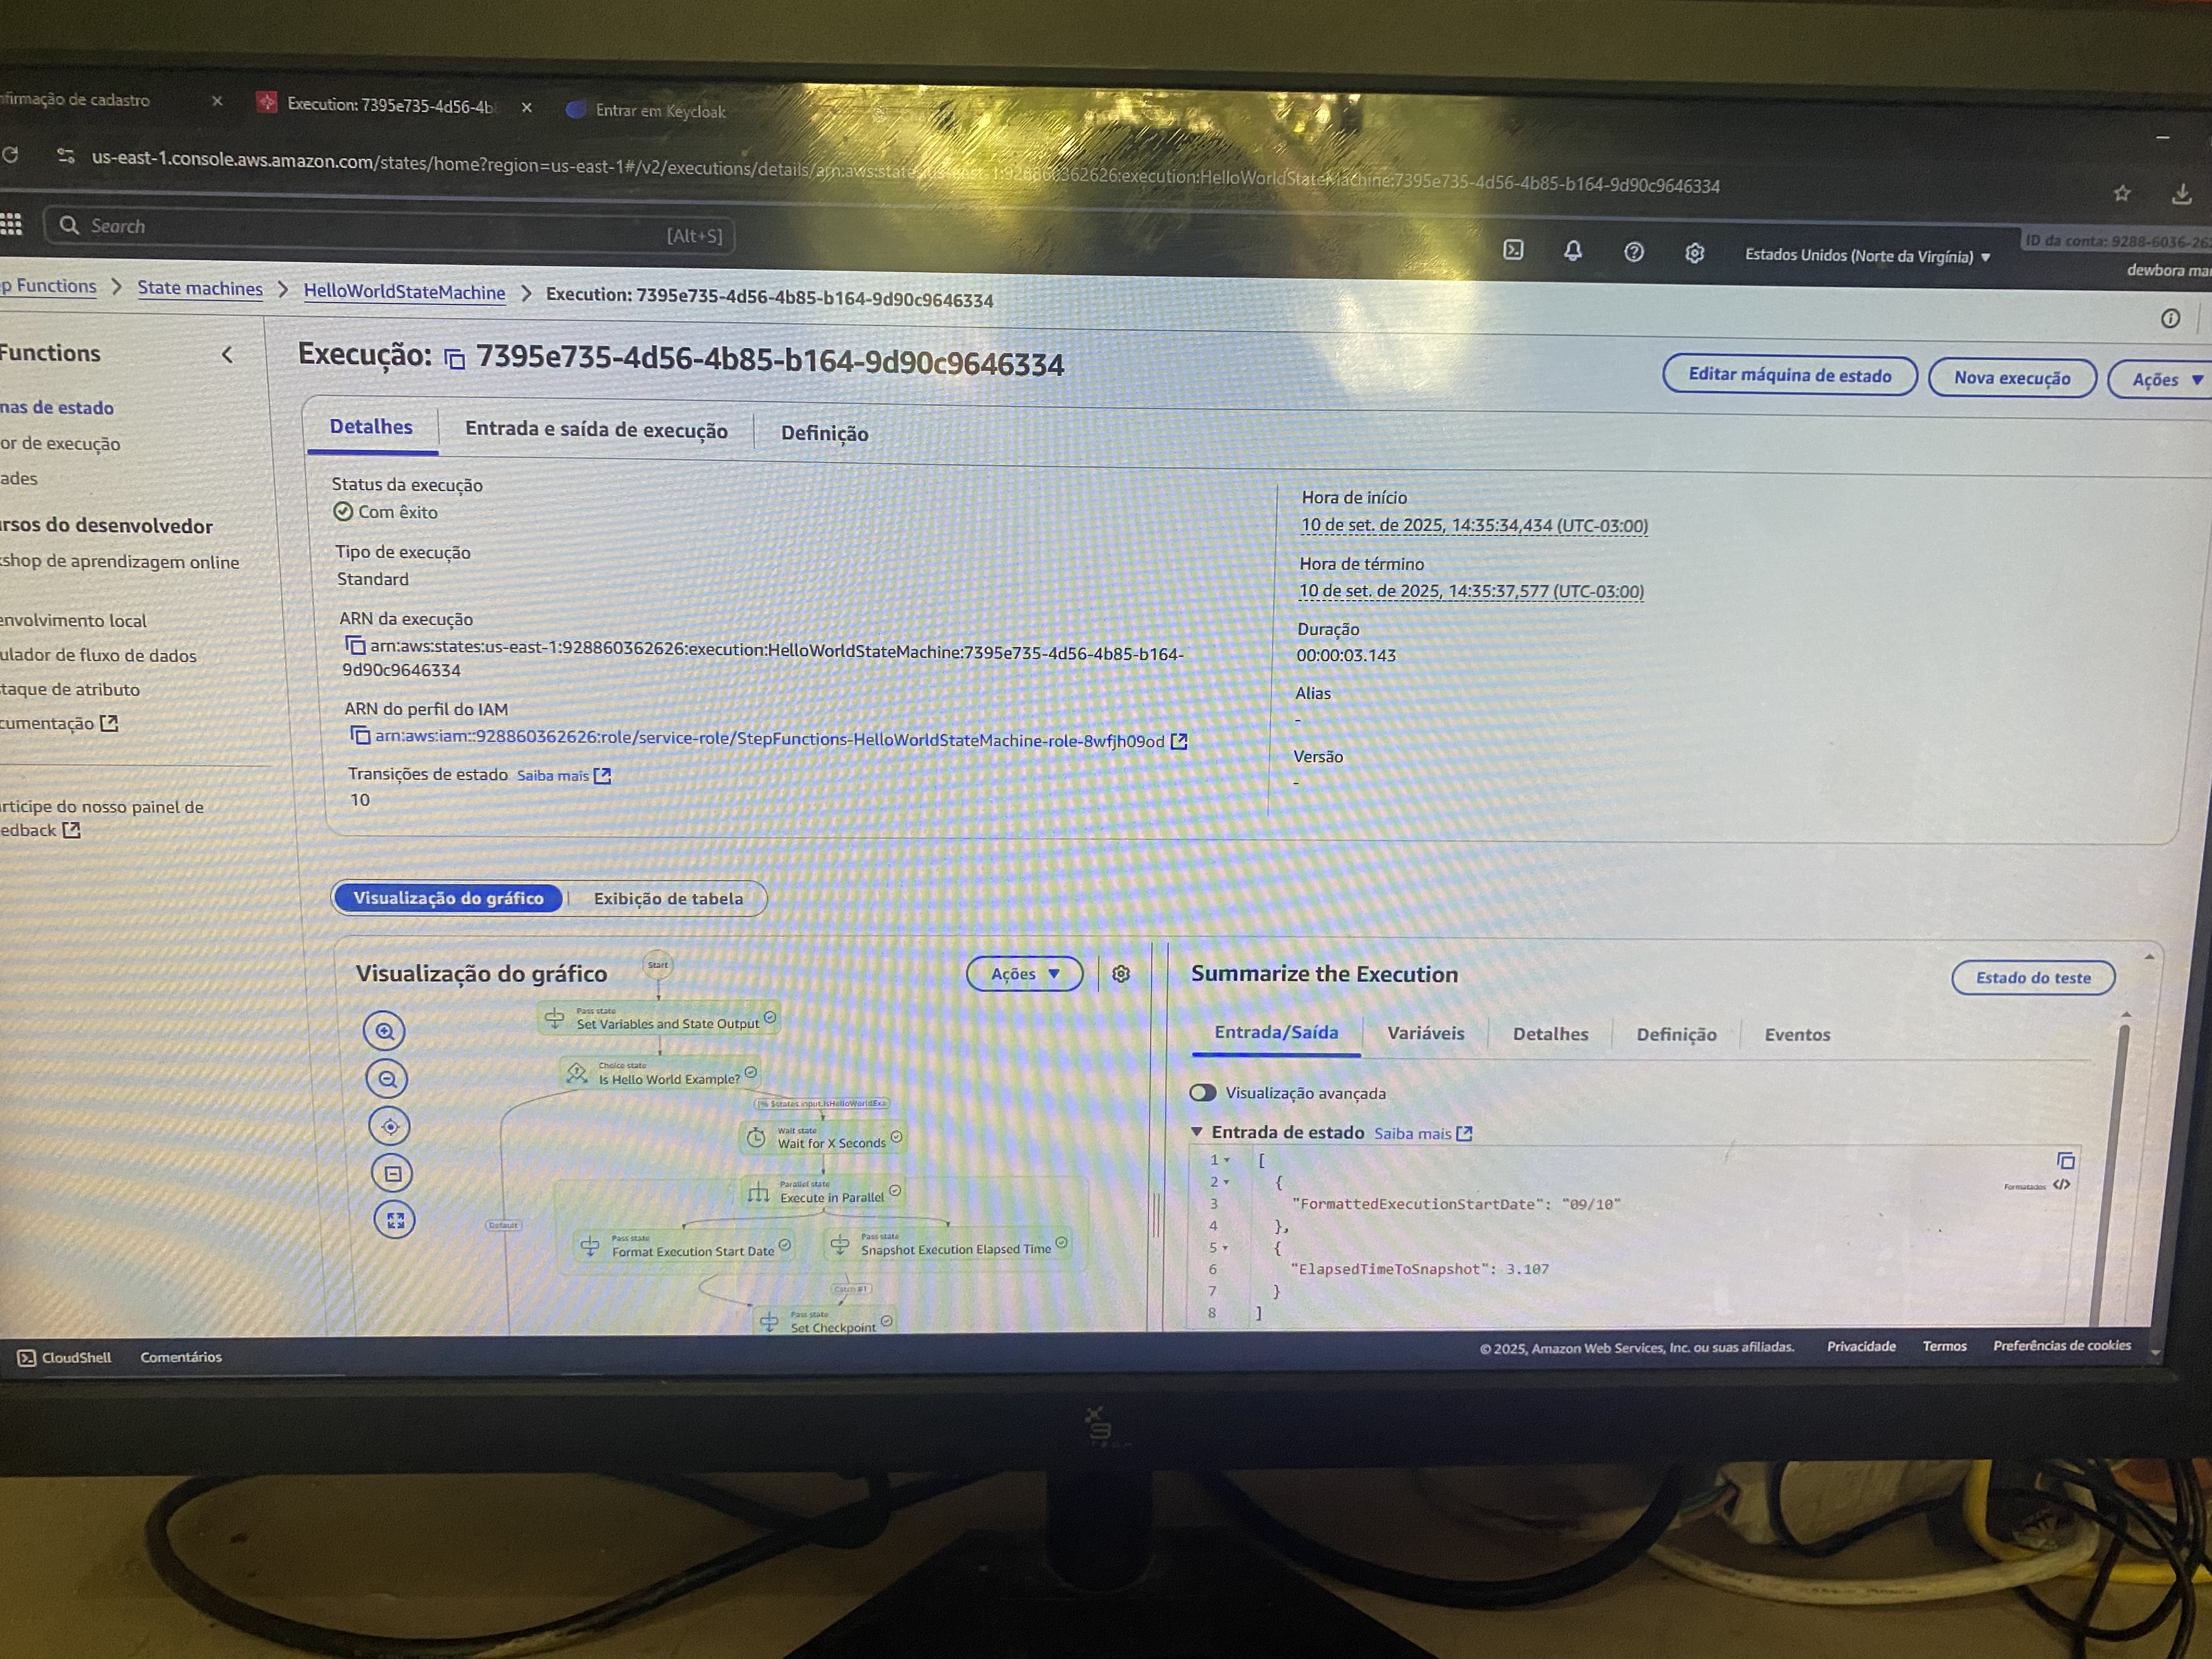 nfirmação de cadastro
Execution: 7395e735-4d56-4b
Entrar em Keycloak
us-east-1.console.aws.amazon.com/states/home?region=us-east-1#/v2/executions/details/arn:aws:states:us-east-1:928860362626:execution:HelloWorldStateMachine:7395e735-4d56-4b85-b164-9d90c9646334
Search [Alt+S]
Estados Unidos (Norte da Virgínia)
ID da conta: 9288-6036-262
dewbora mar
p Functions > State machines > HelloWorldStateMachine > Execution: 7395e735-4d56-4b85-b164-9d90c9646334
Functions
nas de estado
or de execução
ades
rsos do desenvolvedor
shop de aprendizagem online
envolvimento local
ulador de fluxo de dados
taque de atributo
cumentação
articipe do nosso painel de
edback
Execução: 7395e735-4d56-4b85-b164-9d90c9646334
Editar máquina de estado
Nova execução
Ações
Detalhes
Entrada e saída de execução
Definição
Status da execução
Com êxito
Tipo de execução
Standard
ARN da execução
arn:aws:states:us-east-1:928860362626:execution:HelloWorldStateMachine:7395e735-4d56-4b85-b164-
9d90c9646334
ARN do perfil do IAM
arn:aws:iam::928860362626:role/service-role/StepFunctions-HelloWorldStateMachine-role-8wfjh09od
Transições de estado Saiba mais
10
Hora de início
10 de set. de 2025, 14:35:34,434 (UTC-03:00)
Hora de término
10 de set. de 2025, 14:35:37,577 (UTC-03:00)
Duração
00:00:03.143
Alias
-
Versão
-
Visualização do gráfico
Exibição de tabela
Visualização do gráfico
Ações
Start
Pass state
Set Variables and State Output
Choice state
Is Hello World Example?
{% $states.input.IsHelloWorldExa
Wait state
Wait for X Seconds
Parallel state
Execute in Parallel
Default
Pass state
Format Execution Start Date
Pass state
Snapshot Execution Elapsed Time
Catch #1
Pass state
Set Checkpoint
Summarize the Execution
Estado do teste
Entrada/Saída
Variáveis
Detalhes
Definição
Eventos
Visualização avançada
Entrada de estado Saiba mais
Formatados
1 [
2 {
3 "FormattedExecutionStartDate": "09/10"
4 },
5 {
6 "ElapsedTimeToSnapshot": 3.107
7 }
8 ]
CloudShell
Comentários
© 2025, Amazon Web Services, Inc. ou suas afiliadas.
Privacidade
Termos
Preferências de cookies